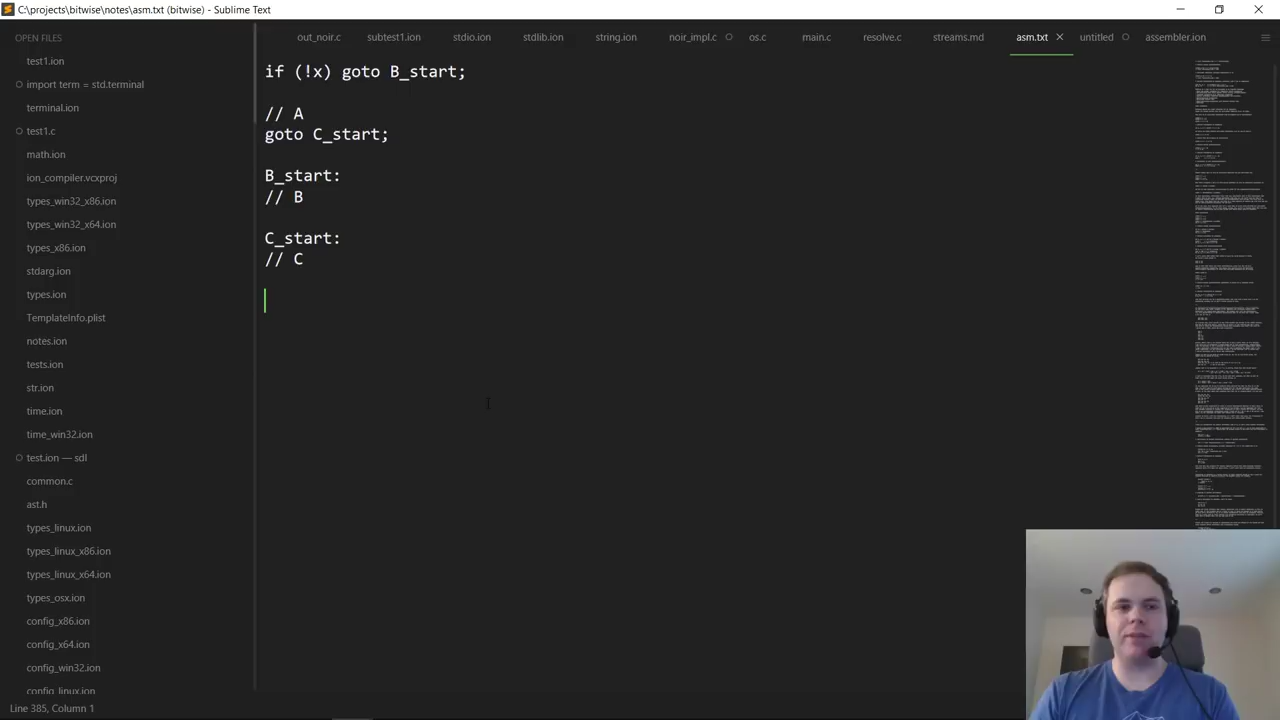 C:\projects\bitwise\notes\asm.txt (bitwise) - Sublime Text
OPEN FILES
out_noir.c
subtest1.ion
stdio.ion
stdlib.ion
string.ion
noir_impl.c
os.c
main.c
resolve.c
streams.md
asm.txt
untitled
assembler.ion
test1.ion
import term = std.terminal
terminal.ion
test1.c
math.ion
ion_compiler.vcxproj
types_win32_x86.ion
types_win32_x64.ion
types_x86.ion
stdarg.ion
types.ion
TemplateInfo.plist
notes.ion
tests.ion
str.ion
time.ion
time_win32.ion
test.ion — sdl
common.c
ast.h
types_linux.ion
types_linux_x86.ion
types_linux_x64.ion
types_osx.ion
config_x86.ion
config_x64.ion
config_win32.ion
config_linux.ion
if (!x) goto B_start;
// A
goto C_start;
B_start:
// B
C_start:
// C
Line 385, Column 1